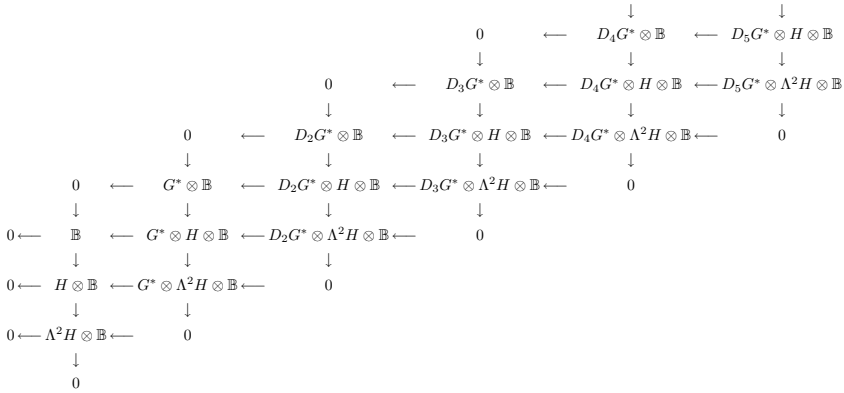 ↓ ↓
0 ⟵ D₄G* ⊗ 𝔹 ⟵ D₅G* ⊗ H ⊗ 𝔹
↓ ↓ ↓
0 ⟵ D₃G* ⊗ 𝔹 ⟵ D₄G* ⊗ H ⊗ 𝔹 ⟵ D₅G* ⊗ Λ²H ⊗ 𝔹
↓ ↓ ↓ ↓
0 ⟵ D₂G* ⊗ 𝔹 ⟵ D₃G* ⊗ H ⊗ 𝔹 ⟵ D₄G* ⊗ Λ²H ⊗ 𝔹 ⟵ 0
↓ ↓ ↓ ↓
0 ⟵ G* ⊗ 𝔹 ⟵ D₂G* ⊗ H ⊗ 𝔹 ⟵ D₃G* ⊗ Λ²H ⊗ 𝔹 ⟵ 0
↓ ↓ ↓ ↓
0 ⟵ 𝔹 ⟵ G* ⊗ H ⊗ 𝔹 ⟵ D₂G* ⊗ Λ²H ⊗ 𝔹 ⟵ 0
↓ ↓ ↓
0 ⟵ H ⊗ 𝔹 ⟵ G* ⊗ Λ²H ⊗ 𝔹 ⟵ 0
↓ ↓
0 ⟵ Λ²H ⊗ 𝔹 ⟵ 0
↓
0